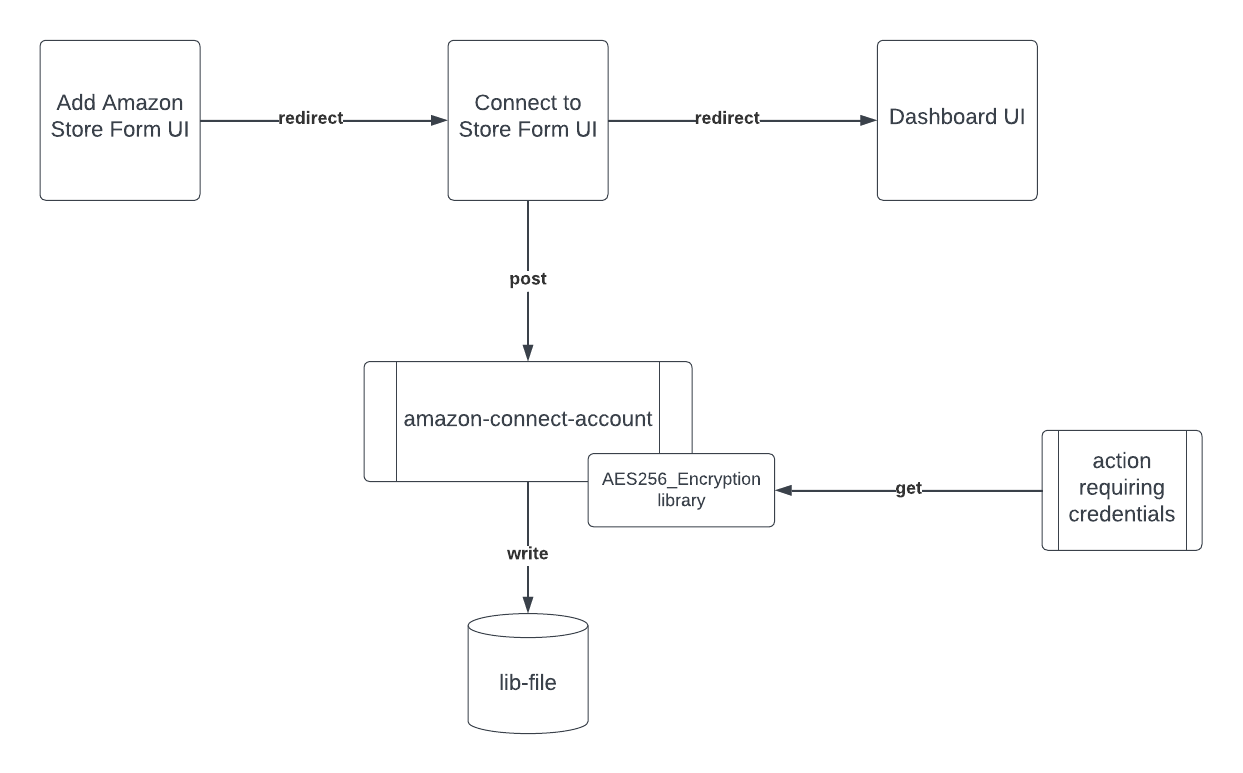 Add Amazon
Store Form UI
redirect
Connect to
Store Form UI
redirect
Dashboard UI
post
amazon-connect-account
AES256_Encryption
library
get
action
requiring
credentials
write
lib-file